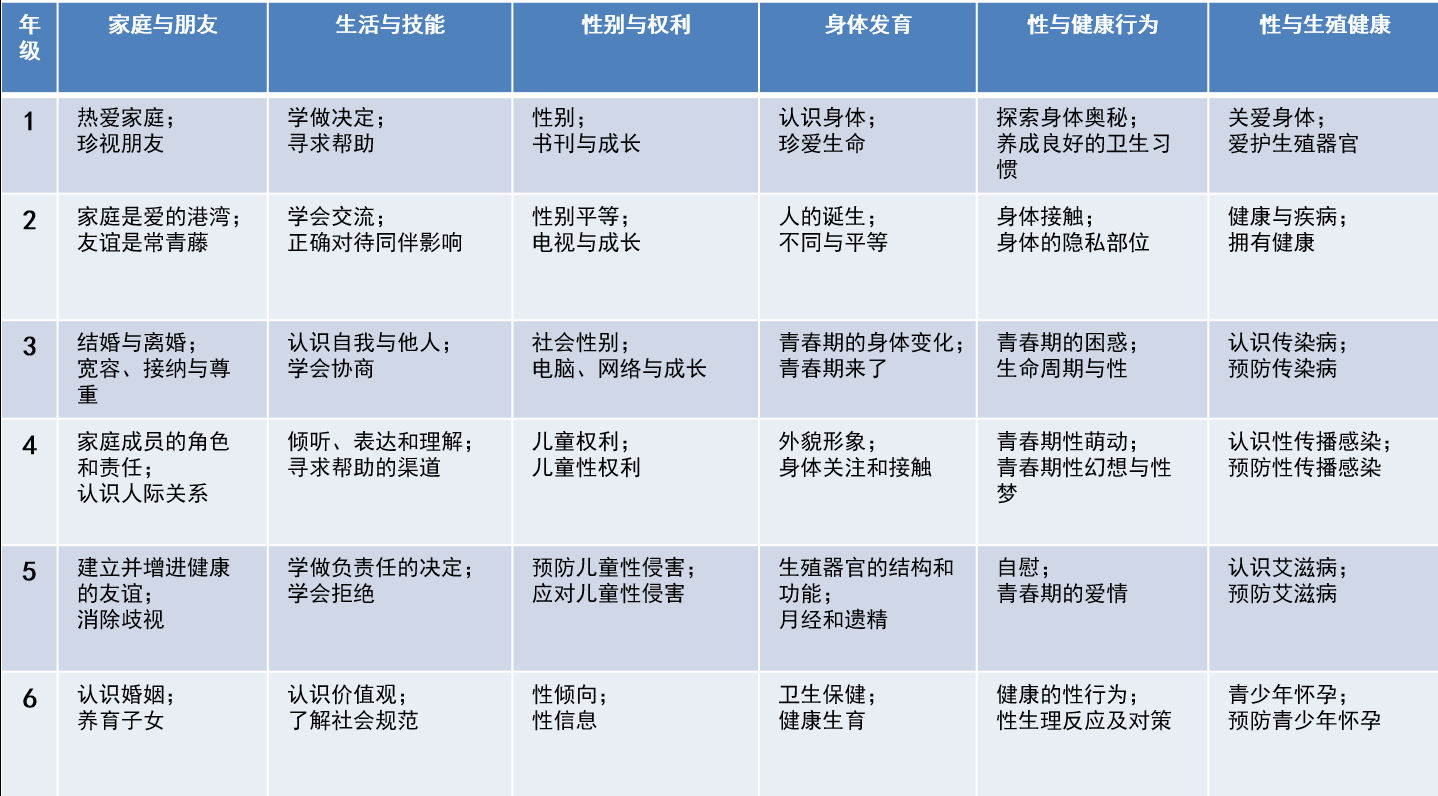 年级 家庭与朋友 生活与技能 性别与权利 身体发育 性与健康行为 性与生殖健康
1
热爱家庭；
珍视朋友
学做决定；
寻求帮助
性别；
书刊与成长
认识身体；
珍爱生命
探索身体奥秘；
养成良好的卫生习
惯
关爱身体；
爱护生殖器官
2
家庭是爱的港湾；
友谊是常青藤
学会交流；
正确对待同伴影响
性别平等；
电视与成长
人的诞生；
不同与平等
身体接触；
身体的隐私部位
健康与疾病；
拥有健康
3
结婚与离婚；
宽容、接纳与尊
重
认识自我与他人；
学会协商
社会性别；
电脑、网络与成长
青春期的身体变化；
青春期来了
青春期的困惑；
生命周期与性
认识传染病；
预防传染病
4
家庭成员的角色
和责任；
认识人际关系
倾听、表达和理解；
寻求帮助的渠道
儿童权利；
儿童性权利
外貌形象；
身体关注和接触
青春期性萌动；
青春期性幻想与性
梦
认识性传播感染；
预防性传播感染
5
建立并增进健康
的友谊；
消除歧视
学做负责任的决定；
学会拒绝
预防儿童性侵害；
应对儿童性侵害
生殖器官的结构和
功能；
月经和遗精
自慰；
青春期的爱情
认识艾滋病；
预防艾滋病
6
认识婚姻；
养育子女
认识价值观；
了解社会规范
性倾向；
性信息
卫生保健；
健康生育
健康的性行为；
性生理反应及对策
青少年怀孕；
预防青少年怀孕